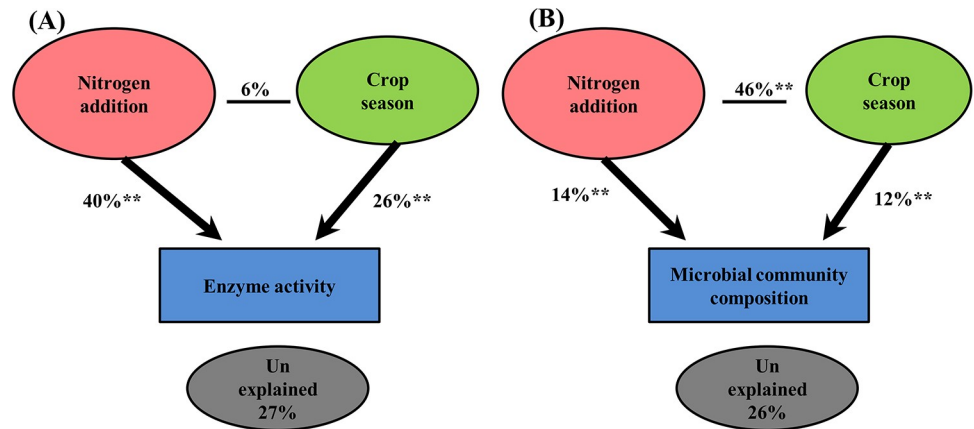 (A)
Nitrogen
addition
6%
Crop
season
40%**
26%**
Enzyme activity
Un
explained
27%
(B)
Nitrogen
addition
46%**
Crop
season
14%**
12%**
Microbial community
composition
Un
explained
26%